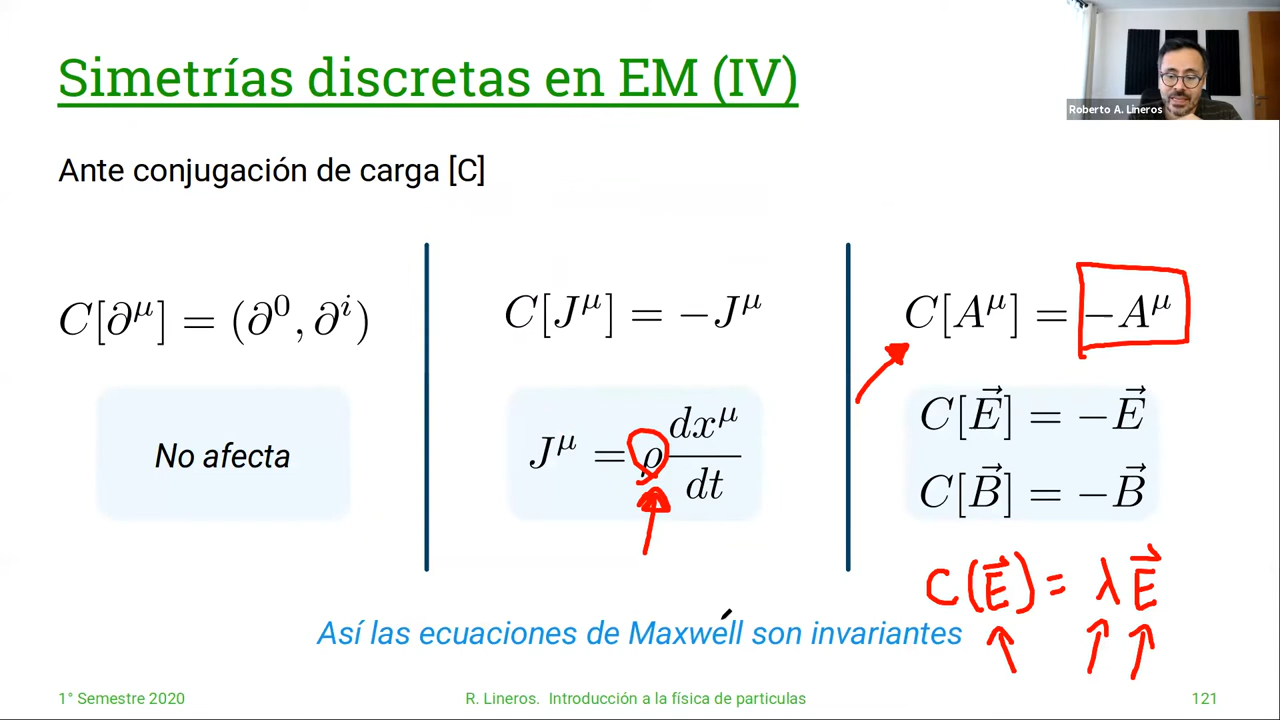 Simetrías discretas en EM (IV)
Roberto A. Lineros
Ante conjugación de carga [C]
C[∂^μ] = (∂^0, ∂^i)
No afecta
C[J^μ] = −J^μ
J^μ = ρ dx^μ/dt
C[A^μ] = −A^μ
C[E⃗] = −E⃗
C[B⃗] = −B⃗
C(E⃗) = λE⃗
Así las ecuaciones de Maxwell son invariantes
1° Semestre 2020
R. Lineros. Introducción a la física de particulas
121